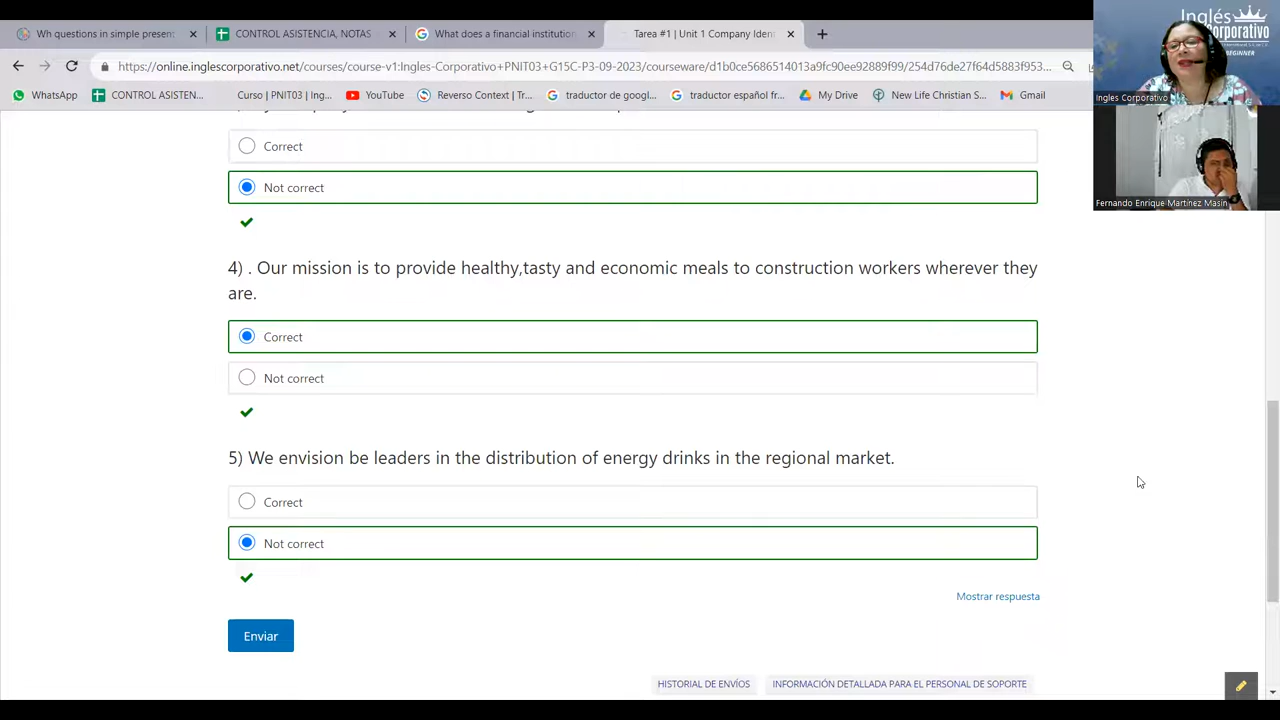 Wh questions in simple present
CONTROL ASISTENCIA, NOTAS
What does a financial institution
Tarea #1 | Unit 1 Company Iden
https://online.inglescorporativo.net/courses/course-v1:Ingles-Corporativo+PNIT03+G15C-P3-09-2023/courseware/d1b0ce5686514013a9fc90ee92889f99/254d76de27f64d5883f953...
WhatsApp
CONTROL ASISTEN...
Curso | PNIT03 | Ing...
YouTube
Reverso Context | Tr...
traductor de googl...
traductor español fr...
My Drive
New Life Christian S...
Gmail
Inglés
Corporativo
BEGINNER
Ingles Corporativo
Fernando Enrique Martínez Masin
Correct
Not correct
4) . Our mission is to provide healthy,tasty and economic meals to construction workers wherever they
are.
Correct
Not correct
5) We envision be leaders in the distribution of energy drinks in the regional market.
Correct
Not correct
Mostrar respuesta
Enviar
HISTORIAL DE ENVÍOS
INFORMACIÓN DETALLADA PARA EL PERSONAL DE SOPORTE